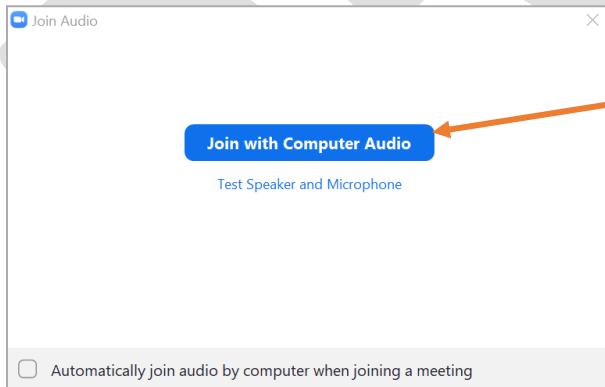 Join Audio
Join with Computer Audio
Test Speaker and Microphone
Automatically join audio by computer when joining a meeting